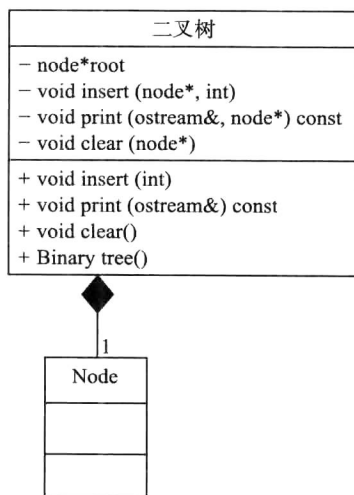 二叉树
− node*root
− void insert (node*, int)
− void print (ostream&, node*) const
− void clear (node*)
+ void insert (int)
+ void print (ostream&) const
+ void clear()
+ Binary tree()
1
Node